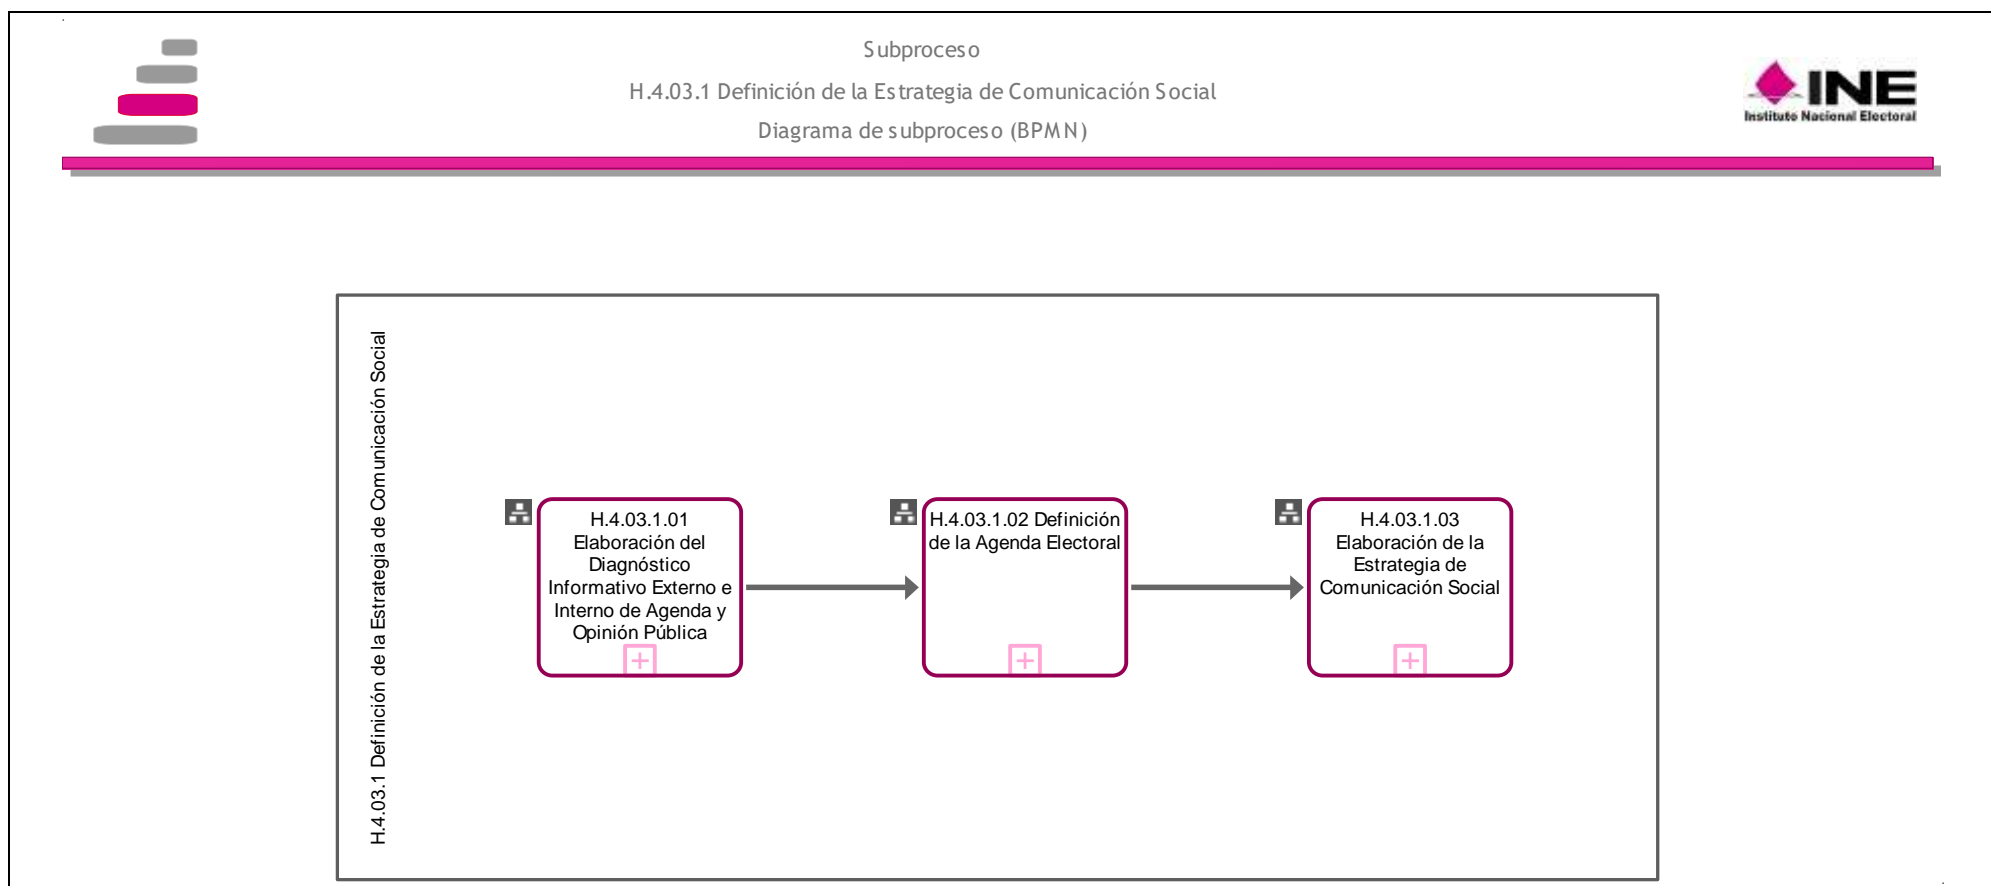 Subproceso
H.4.03.1 Definición de la Estrategia de Comunicación Social
Diagrama de subproceso (BPMN)
INE
Instituto Nacional Electoral
H.4.03.1 Definición de la Estrategia de Comunicación Social
H.4.03.1.01
Elaboración del
Diagnóstico
Informativo Externo e
Interno de Agenda y
Opinión Pública
H.4.03.1.02 Definición
de la Agenda Electoral
H.4.03.1.03
Elaboración de la
Estrategia de
Comunicación Social